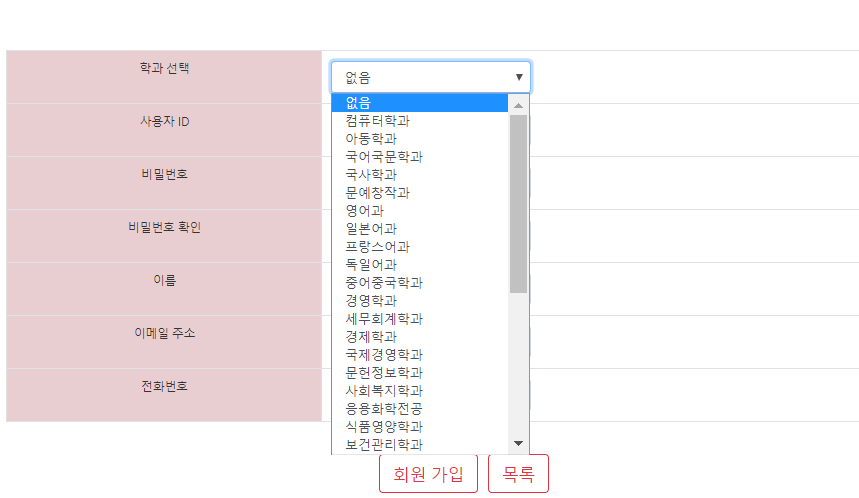 학과 선택
없음
없음
컴퓨터학과
아동학과
국어국문학과
국사학과
문예창작과
영어과
일본어과
프랑스어과
독일어과
중어중국학과
경영학과
세무회계학과
경제학과
국제경영학과
문헌정보학과
사회복지학과
응용화학전공
식품영양학과
보건관리학과
사용자 ID
비밀번호
비밀번호 확인
이름
이메일 주소
전화번호
회원 가입 목록